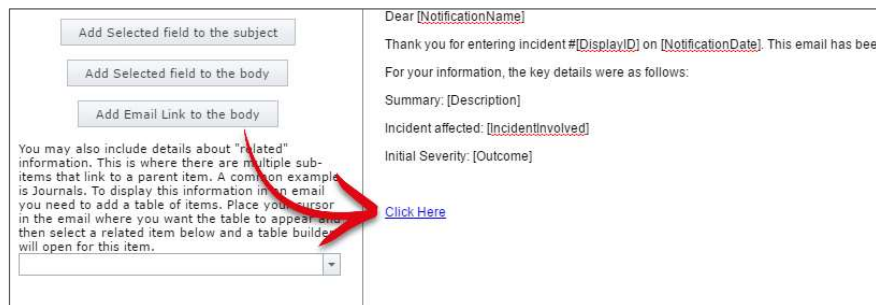 Add Selected field to the subject
Add Selected field to the body
Add Email Link to the body
You may also include details about "related"
information. This is where there are multiple sub-
items that link to a parent item. A common example
is Journals. To display this information in an email
you need to add a table of items. Place your cursor
in the email where you want the table to appear and
then select a related item below and a table builder
will open for this item.
Dear [NotificationName]
Thank you for entering incident #[DisplayID] on [NotificationDate]. This email has bee
For your information, the key details were as follows:
Summary: [Description]
Incident affected: [IncidentInvolved]
Initial Severity: [Outcome]
Click Here